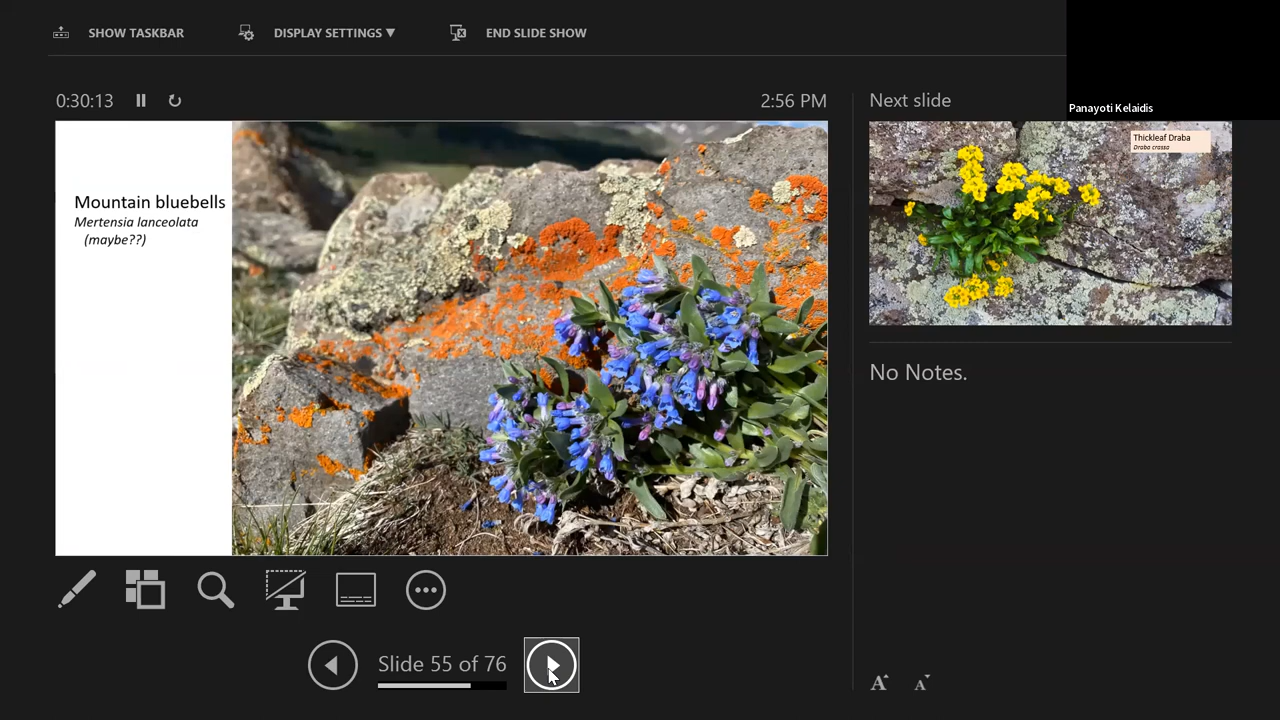 SHOW TASKBAR
DISPLAY SETTINGS ▼
END SLIDE SHOW
0:30:13
2:56 PM
Next slide
Panayoti Kelaidis
Mountain bluebells
Mertensia lanceolata
(maybe??)
Thickleaf Draba
Draba crassa
No Notes.
Slide 55 of 76
A
A